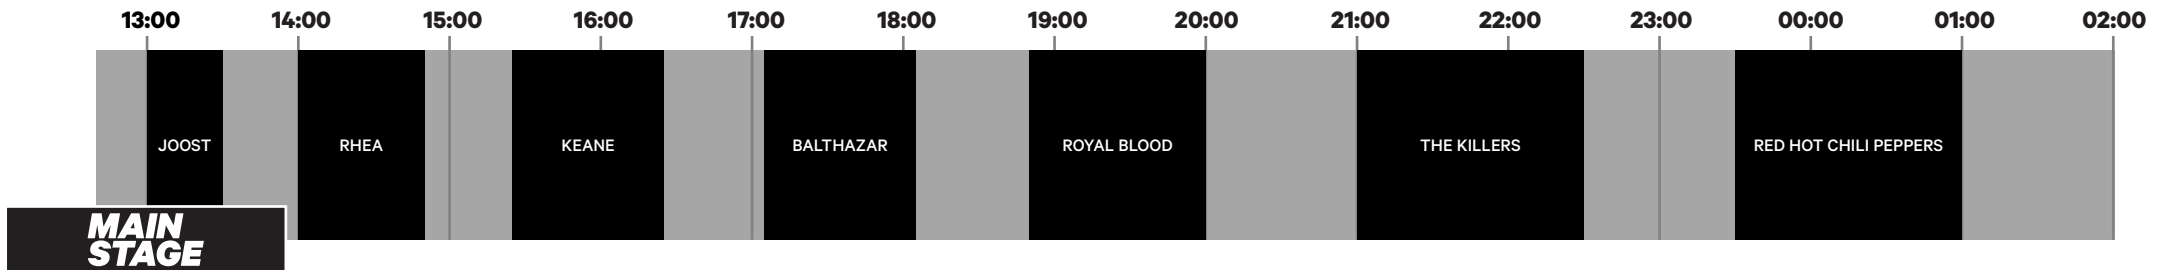 13:00 14:00 15:00 16:00 17:00 18:00 19:00 20:00 21:00 22:00 23:00 00:00 01:00 02:00
JOOST RHEA KEANE BALTHAZAR ROYAL BLOOD THE KILLERS RED HOT CHILI PEPPERS
MAIN
STAGE